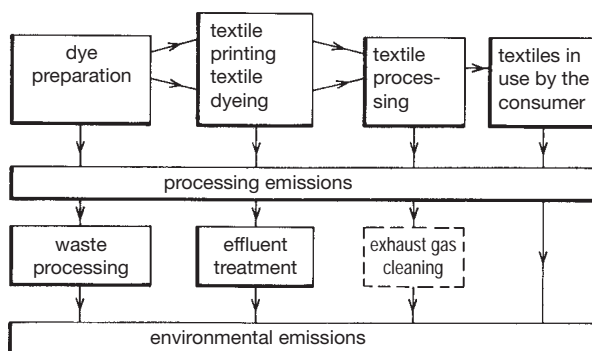 dye
preparation
textile
printing
textile
dyeing
textile
proces-
sing
textiles in
use by the
consumer
processing emissions
waste
processing
effluent
treatment
exhaust gas
cleaning
environmental emissions